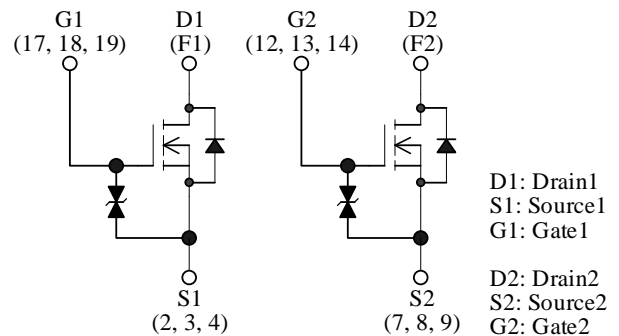 G1 D1 G2 D2
(17, 18, 19) (F1) (12, 13, 14) (F2)
D1: Drain1
S1: Source1
G1: Gate1
D2: Drain2
S2: Source2
G2: Gate2
S1 S2
(2, 3, 4) (7, 8, 9)